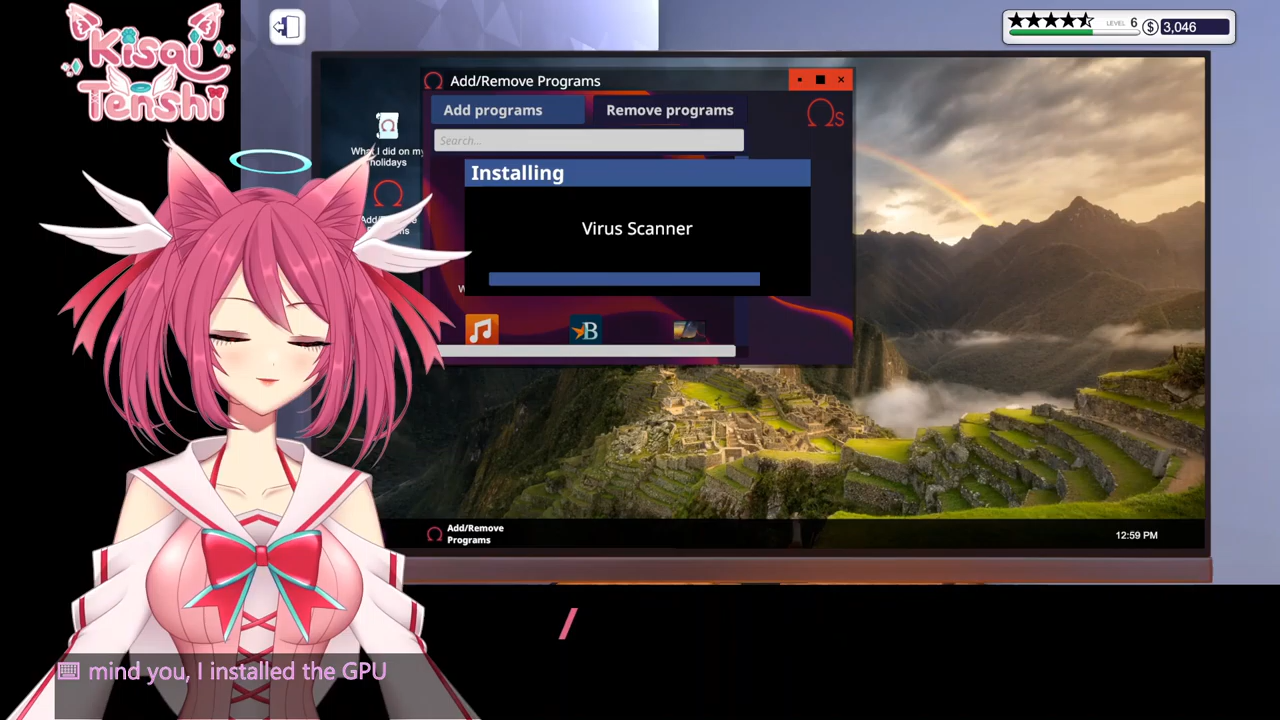 Kisai
Tenshi
LEVEL 6
$ 3,046
Add/Remove Programs
Add programs
Remove programs
Ωs
Search...
What I did on my
holidays
Installing
Virus Scanner
B
Add/Remove
Programs
12:59 PM
/
mind you, I installed the GPU